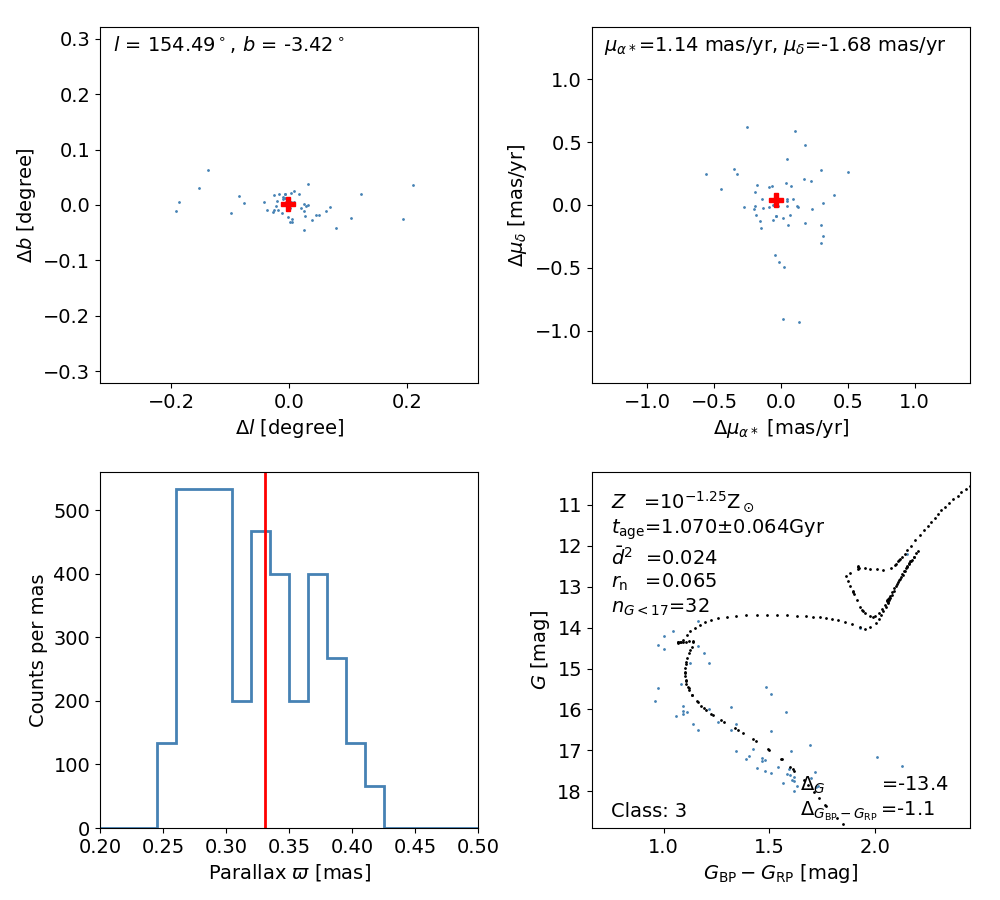 l = 154.49°, b = -3.42°
0.3
0.2
0.1
0.0
−0.1
−0.2
−0.3
−0.2
0.0
0.2
Δb [degree]
Δl [degree]
μα*=1.14 mas/yr, μδ=-1.68 mas/yr
1.0
0.5
0.0
−0.5
−1.0
−1.0
−0.5
0.0
0.5
1.0
Δμδ [mas/yr]
Δμα* [mas/yr]
500
400
300
200
100
0
0.20
0.25
0.30
0.35
0.40
0.45
0.50
Counts per mas
Parallax ϖ [mas]
Z =10^−1.25 Z⊙
tage=1.070±0.064Gyr
d̄² =0.024
rn =0.065
nG<17=32
ΔG =-13.4
Class: 3
ΔGBP−GRP =-1.1
11
12
13
14
15
16
17
18
1.0
1.5
2.0
G [mag]
GBP − GRP [mag]